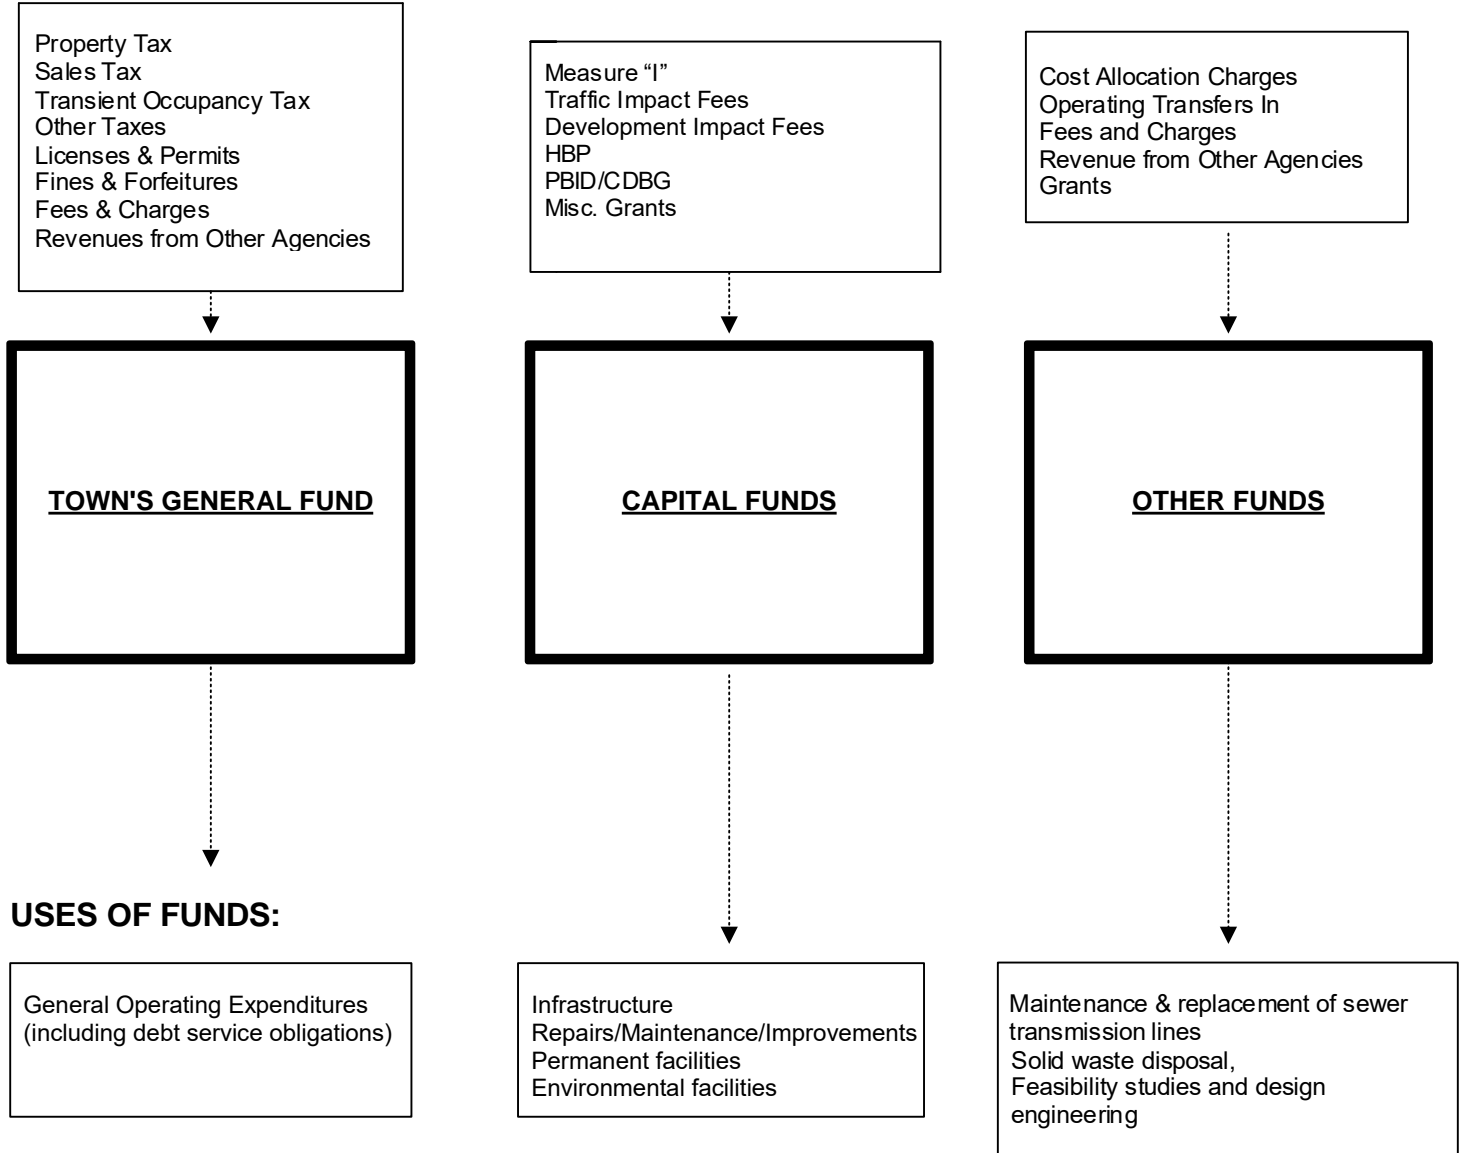 Property Tax
Sales Tax
Transient Occupancy Tax
Other Taxes
Licenses & Permits
Fines & Forfeitures
Fees & Charges
Revenues from Other Agencies
Measure “I”
Traffic Impact Fees
Development Impact Fees
HBP
PBID/CDBG
Misc. Grants
Cost Allocation Charges
Operating Transfers In
Fees and Charges
Revenue from Other Agencies
Grants
TOWN'S GENERAL FUND
CAPITAL FUNDS
OTHER FUNDS
USES OF FUNDS:
General Operating Expenditures
(including debt service obligations)
Infrastructure
Repairs/Maintenance/Improvements
Permanent facilities
Environmental facilities
Maintenance & replacement of sewer
transmission lines
Solid waste disposal,
Feasibility studies and design
engineering